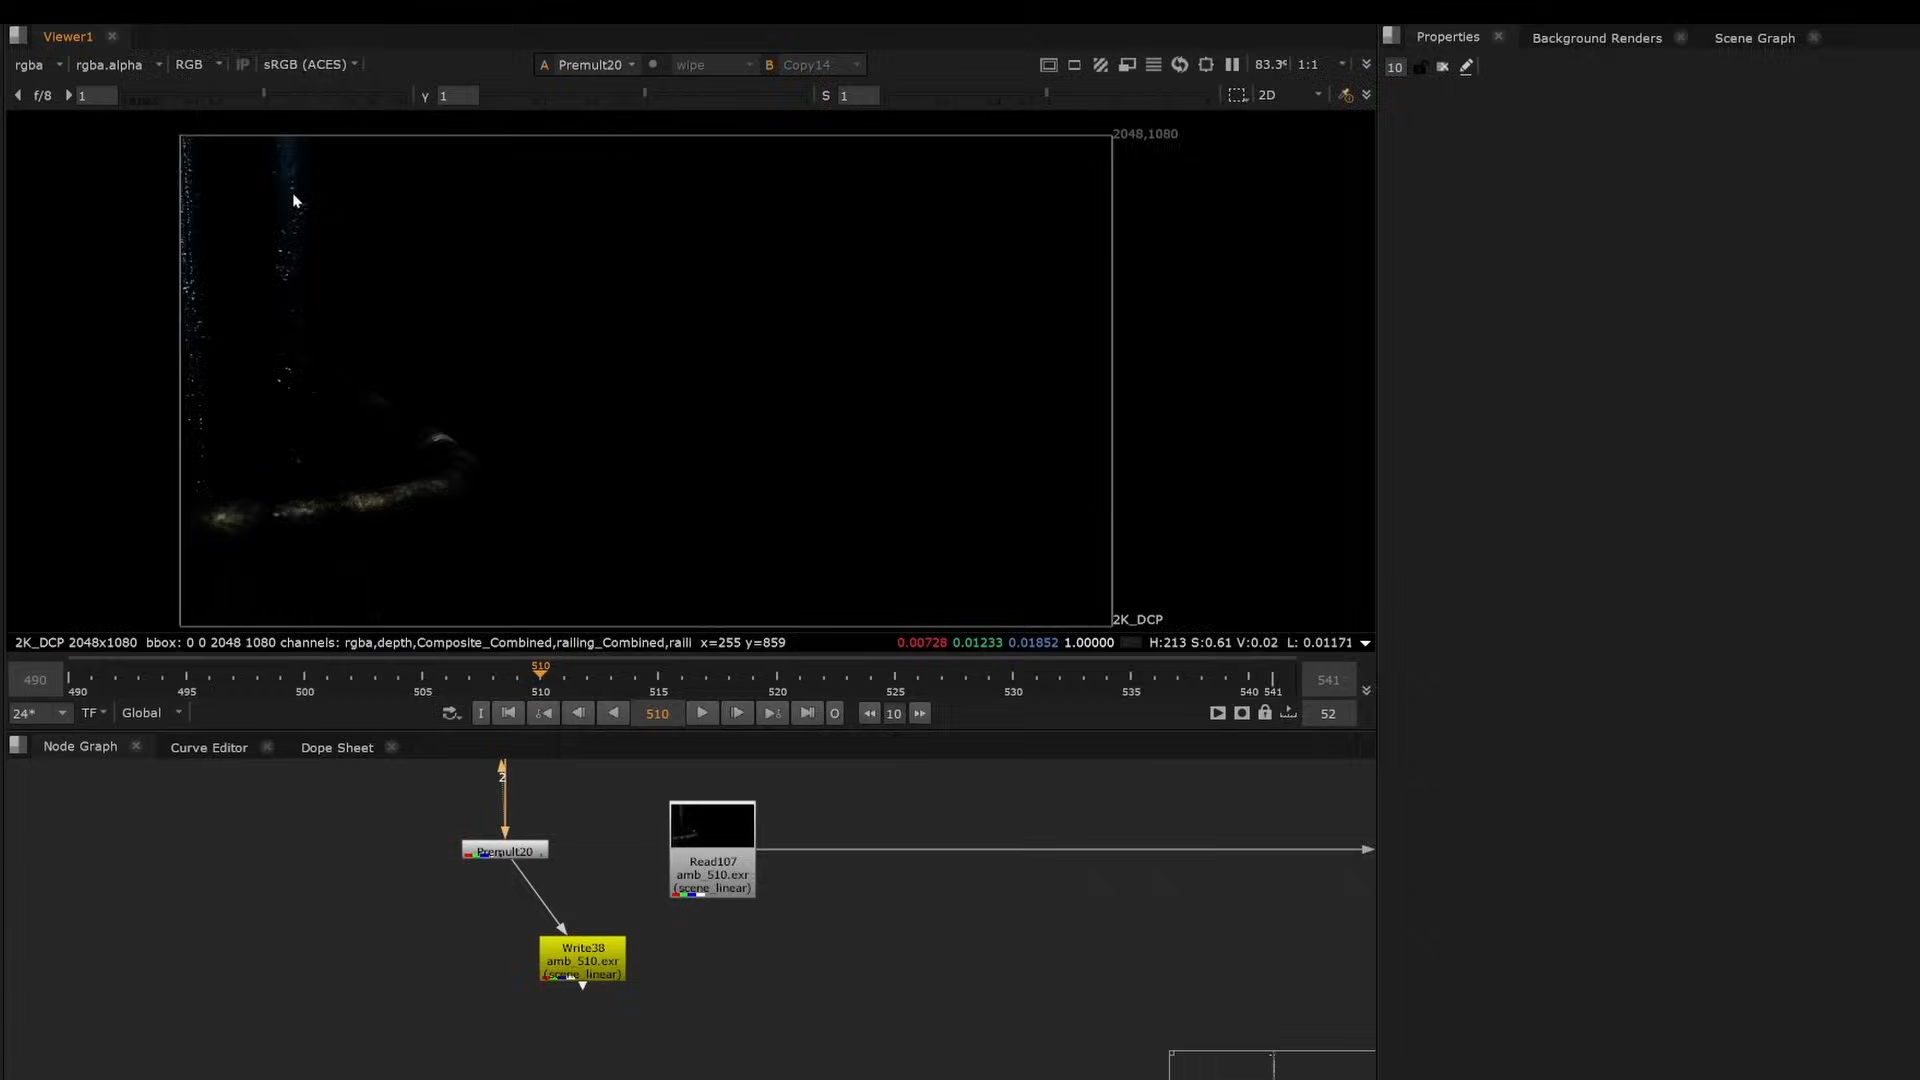 Viewer1
Properties
Background Renders
Scene Graph
rgba rgba.alpha RGB IP sRGB (ACES) A Premult20 wipe B Copy14 83.3% 1:1
10
f/8 1 Y 1 S 1 2D
2048,1080
2K_DCP
2K_DCP 2048x1080 bbox: 0 0 2048 1080 channels: rgba,depth,Composite_Combined,railing_Combined,raili x=255 y=859 0.00728 0.01233 0.01852 1.00000 H:213 S:0.61 V:0.02 L: 0.01171
510
490 541
490 495 500 505 510 515 520 525 530 535 540 541
24* TF Global I 510 O 10 52
Node Graph Curve Editor Dope Sheet
2
Premult20
Read107
amb_510.exr
(scene_linear)
Write38
amb_510.exr
(scene_linear)